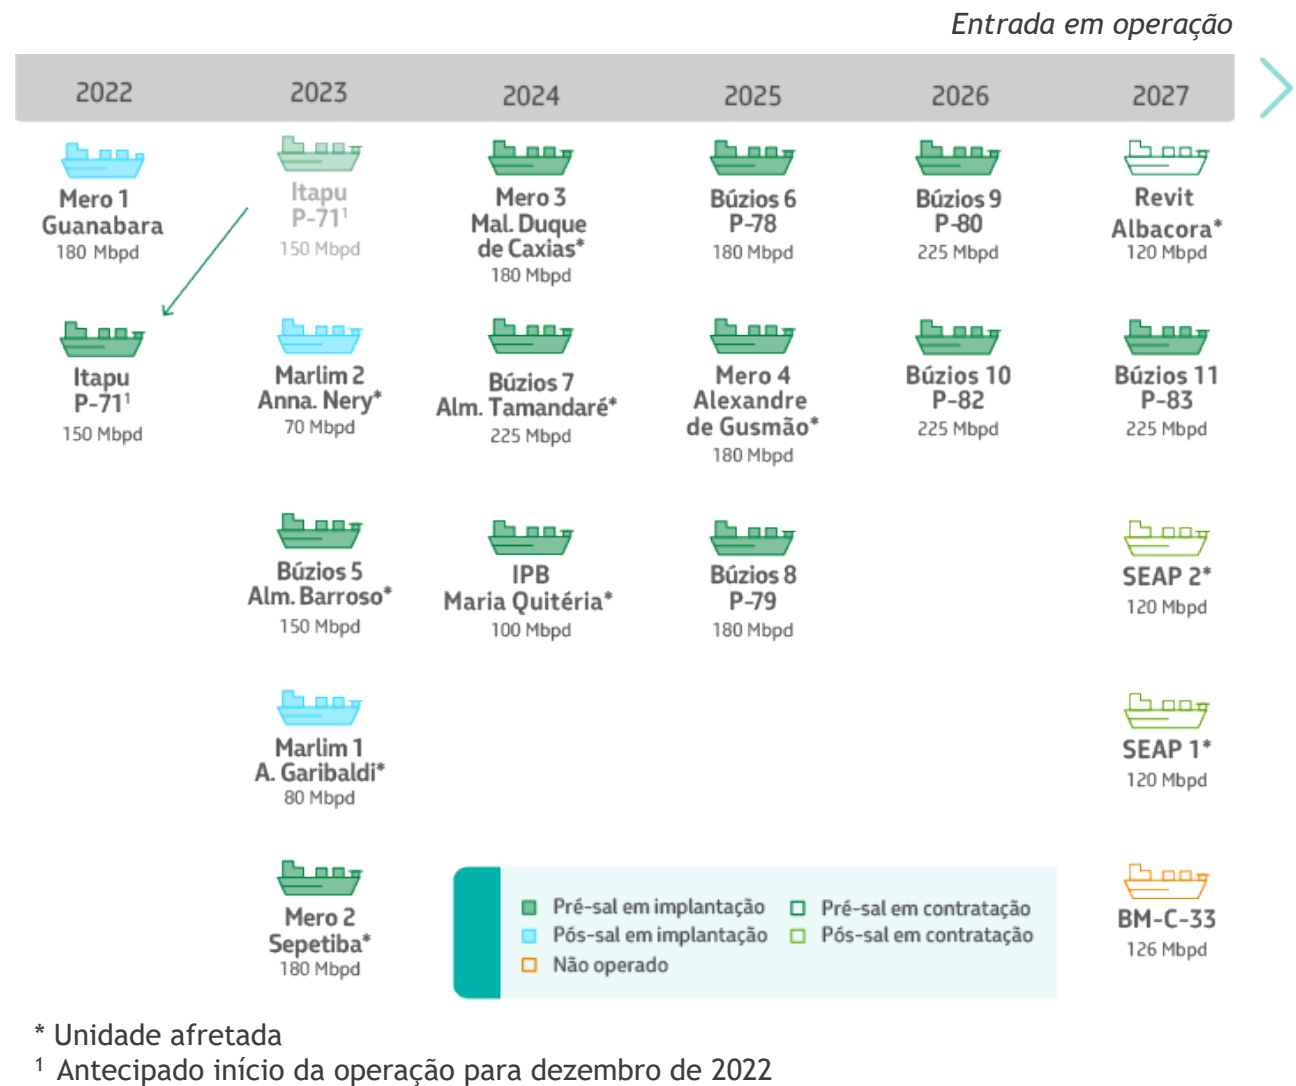 Entrada em operação
2022
2023
2024
2025
2026
2027
Mero 1
Guanabara
180 Mbpd
Itapu
P-71¹
150 Mbpd
Itapu
P-71¹
150 Mbpd
Marlim 2
Anna. Nery*
70 Mbpd
Búzios 5
Alm. Barroso*
150 Mbpd
Marlim 1
A. Garibaldi*
80 Mbpd
Mero 2
Sepetiba*
180 Mbpd
Mero 3
Mal. Duque
de Caxias*
180 Mbpd
Búzios 7
Alm. Tamandaré*
225 Mbpd
IPB
Maria Quitéria*
100 Mbpd
Búzios 6
P-78
180 Mbpd
Mero 4
Alexandre
de Gusmão*
180 Mbpd
Búzios 8
P-79
180 Mbpd
Búzios 9
P-80
225 Mbpd
Búzios 10
P-82
225 Mbpd
Revit
Albacora*
120 Mbpd
Búzios 11
P-83
225 Mbpd
SEAP 2*
120 Mbpd
SEAP 1*
120 Mbpd
BM-C-33
126 Mbpd
Pré-sal em implantação
Pós-sal em implantação
Não operado
Pré-sal em contratação
Pós-sal em contratação
* Unidade afretada
¹ Antecipado início da operação para dezembro de 2022